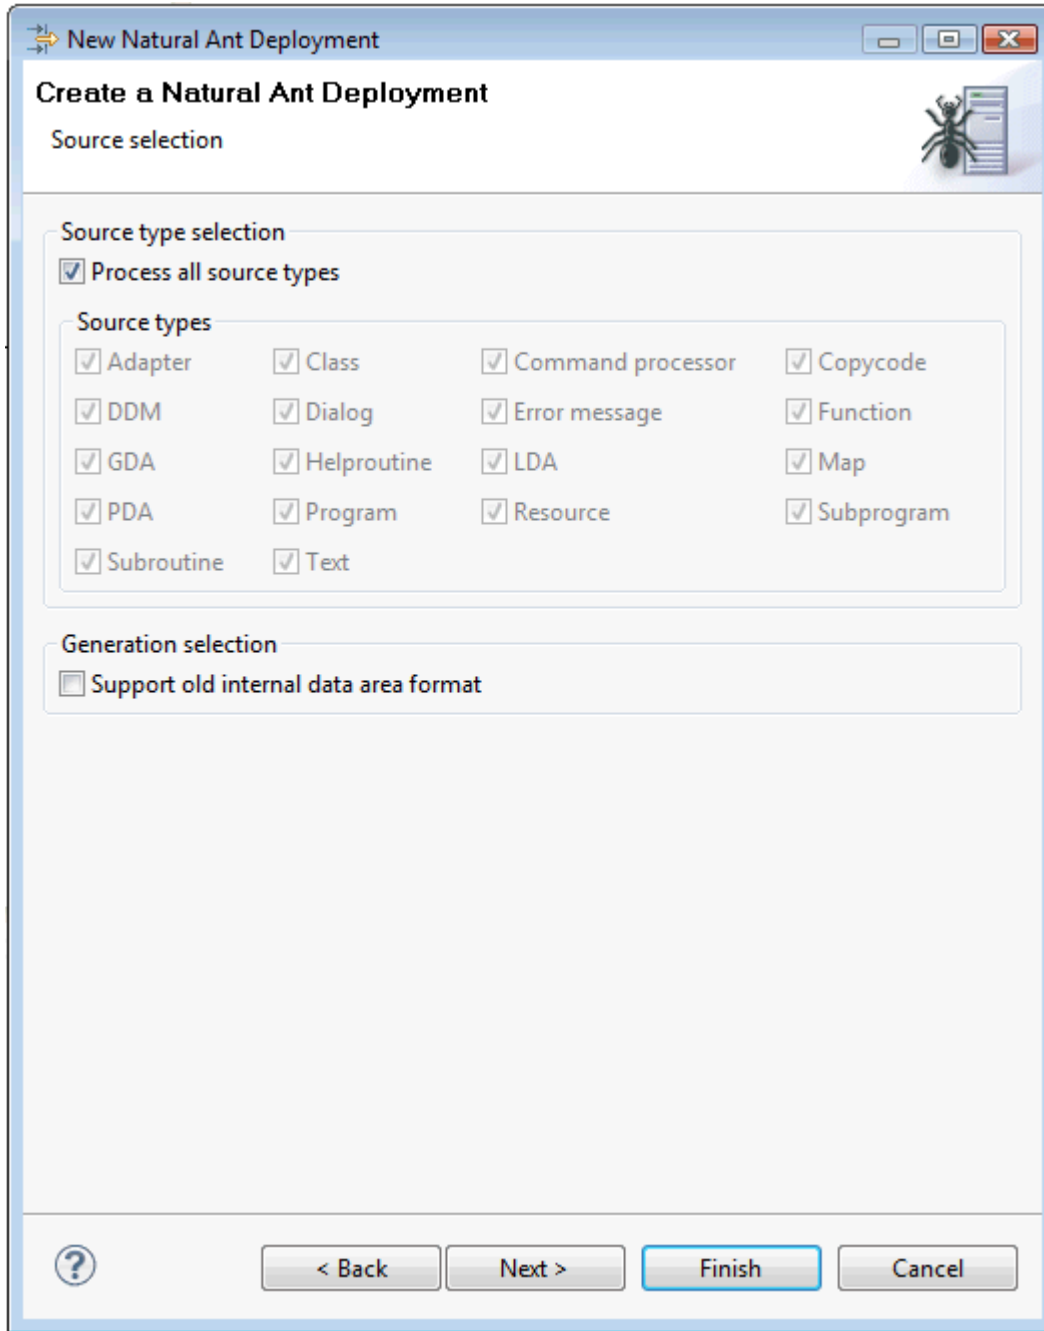 New Natural Ant Deployment
Create a Natural Ant Deployment
Source selection
Source type selection
Process all source types
Source types
Adapter Class Command processor Copycode
DDM Dialog Error message Function
GDA Helproutine LDA Map
PDA Program Resource Subprogram
Subroutine Text
Generation selection
Support old internal data area format
? < Back Next > Finish Cancel